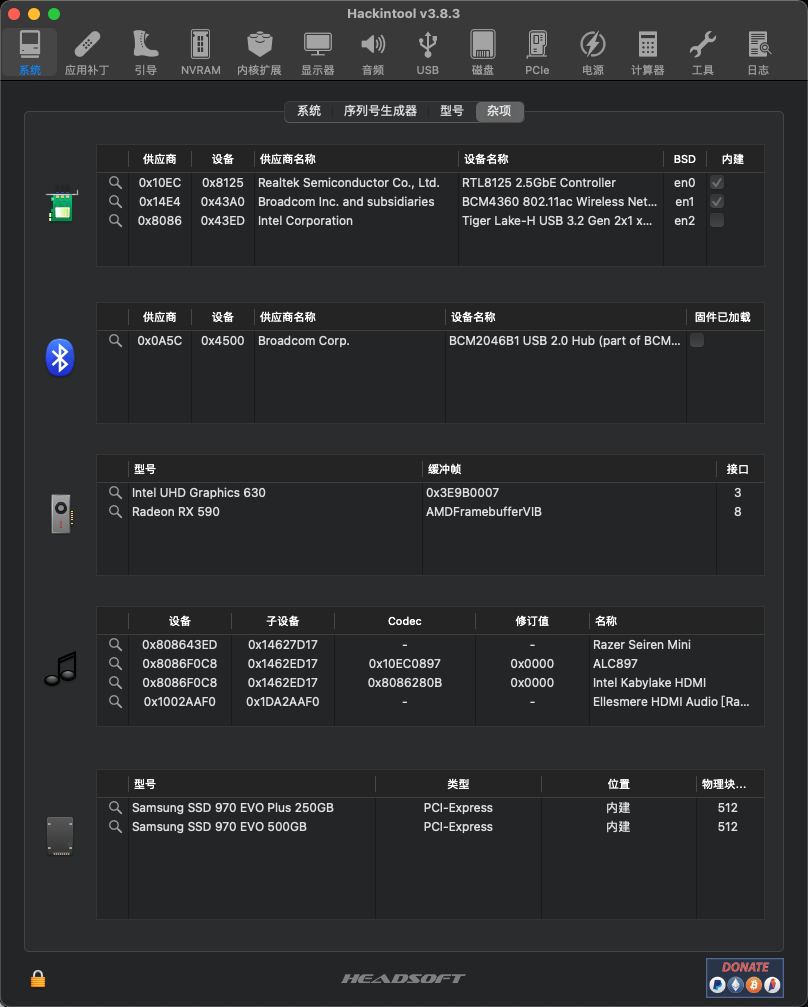 Hackintool v3.8.3
系统 应用补丁 引导 NVRAM 内核扩展 显示器 音频 USB 磁盘 PCIe 电源 计算器 工具 日志
系统 序列号生成器 型号 杂项
供应商 设备 供应商名称 设备名称 BSD 内建
0x10EC 0x8125 Realtek Semiconductor Co., Ltd. RTL8125 2.5GbE Controller en0
0x14E4 0x43A0 Broadcom Inc. and subsidiaries BCM4360 802.11ac Wireless Net... en1
0x8086 0x43ED Intel Corporation Tiger Lake-H USB 3.2 Gen 2x1 x... en2
供应商 设备 供应商名称 设备名称 固件已加载
0x0A5C 0x4500 Broadcom Corp. BCM2046B1 USB 2.0 Hub (part of BCM...
型号 缓冲帧 接口
Intel UHD Graphics 630 0x3E9B0007 3
Radeon RX 590 AMDFramebufferVIB 8
设备 子设备 Codec 修订值 名称
0x808643ED 0x14627D17 - - Razer Seiren Mini
0x8086F0C8 0x1462ED17 0x10EC0897 0x0000 ALC897
0x8086F0C8 0x1462ED17 0x8086280B 0x0000 Intel Kabylake HDMI
0x1002AAF0 0x1DA2AAF0 - - Ellesmere HDMI Audio [Ra...
型号 类型 位置 物理块...
Samsung SSD 970 EVO Plus 250GB PCI-Express 内建 512
Samsung SSD 970 EVO 500GB PCI-Express 内建 512
HEADSOFT
DONATE